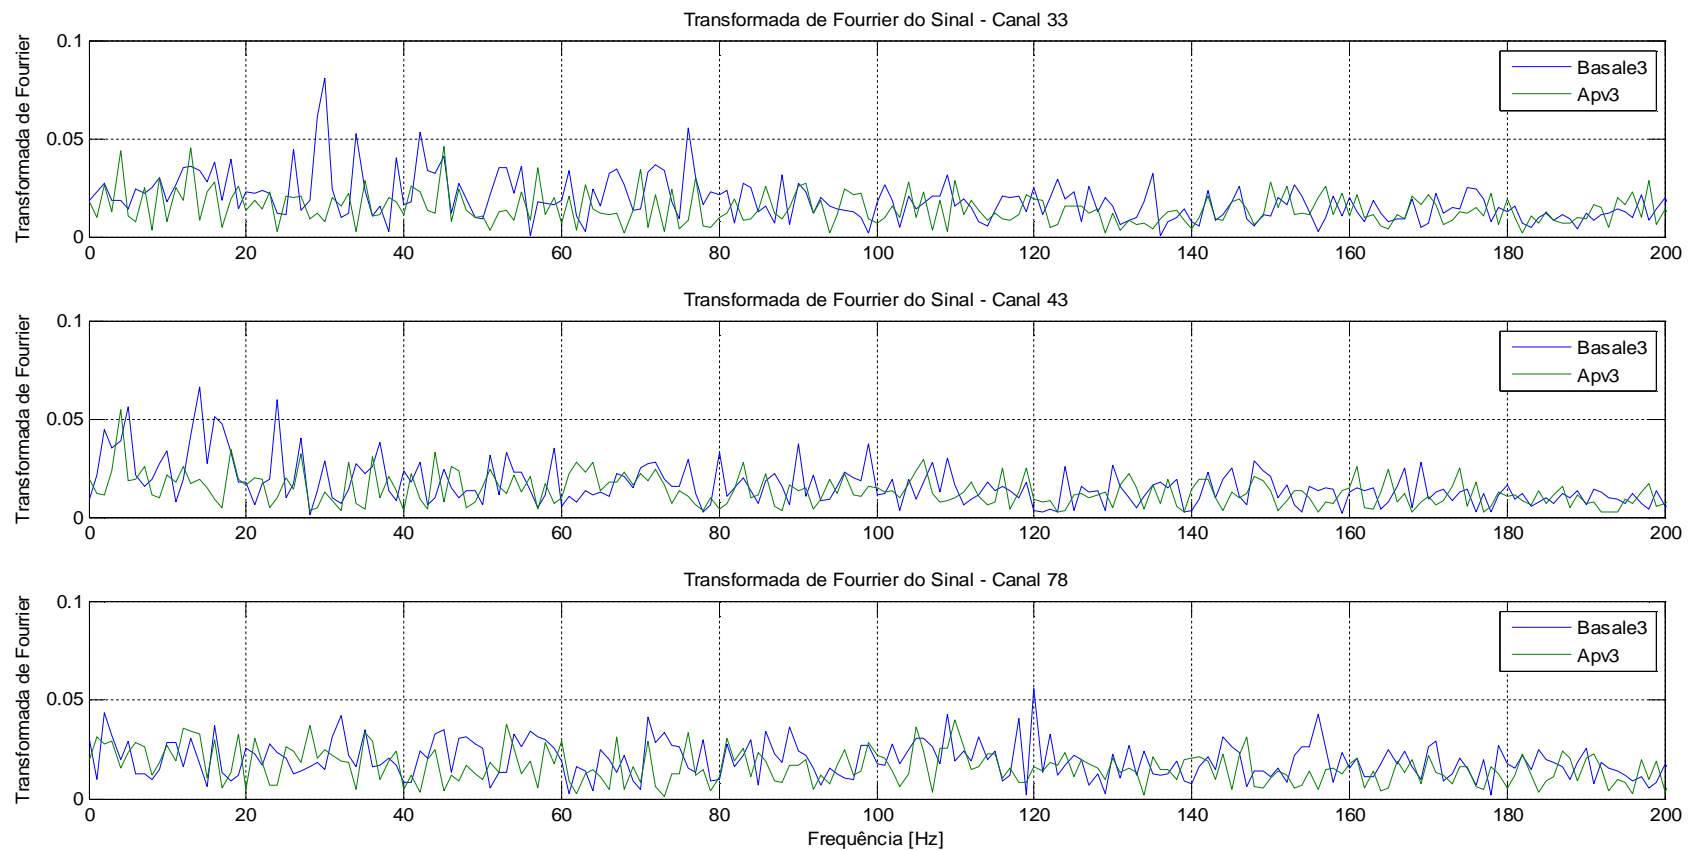 Transformada de Fourrier do Sinal - Canal 33
Transformada de Fourrier
0.1
0.05
0
Basale3
Apv3
0 20 40 60 80 100 120 140 160 180 200
Transformada de Fourrier do Sinal - Canal 43
Transformada de Fourrier
0.1
0.05
0
Basale3
Apv3
0 20 40 60 80 100 120 140 160 180 200
Transformada de Fourrier do Sinal - Canal 78
Transformada de Fourrier
0.1
0.05
0
Basale3
Apv3
0 20 40 60 80 100 120 140 160 180 200
Frequência [Hz]